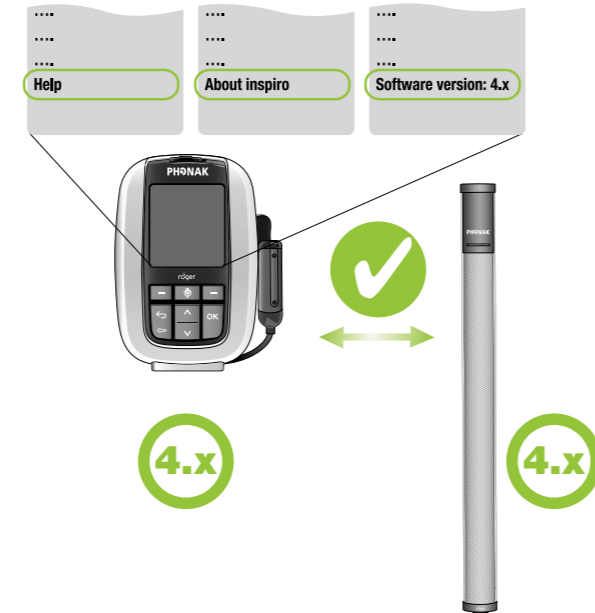 ....
....
....
Help
....
....
....
About inspiro
....
....
....
Software version: 4.x
PHONAK
roger
OK
PHONAK
4.x
4.x